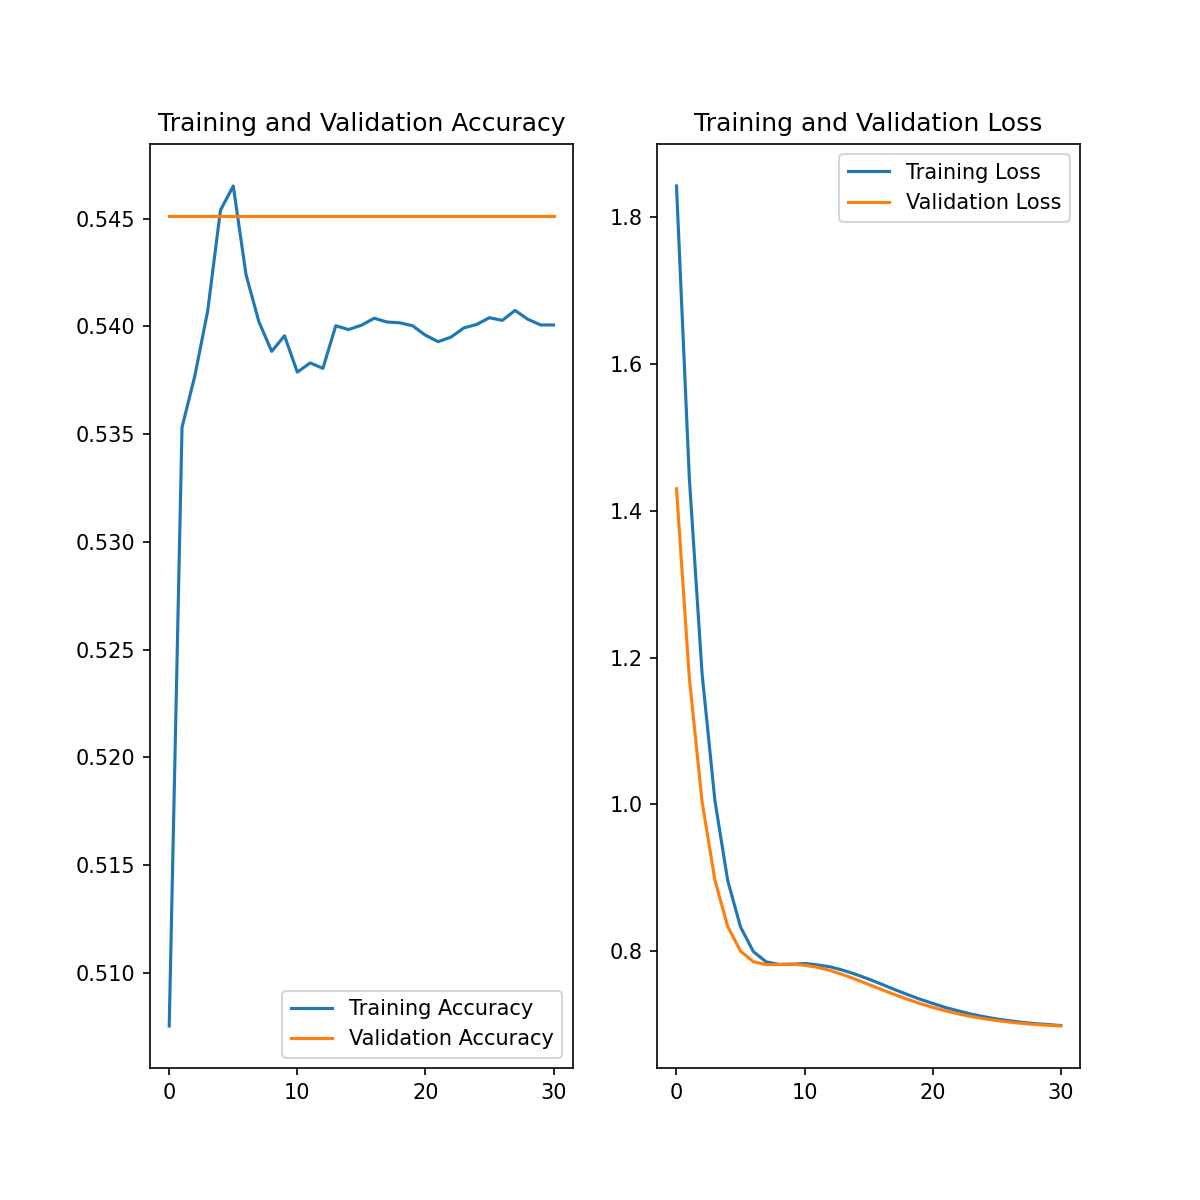 Training and Validation Accuracy
0.545
0.540
0.535
0.530
0.525
0.520
0.515
0.510
Training Accuracy
Validation Accuracy
0 10 20 30
Training and Validation Loss
Training Loss
Validation Loss
1.8
1.6
1.4
1.2
1.0
0.8
0 10 20 30